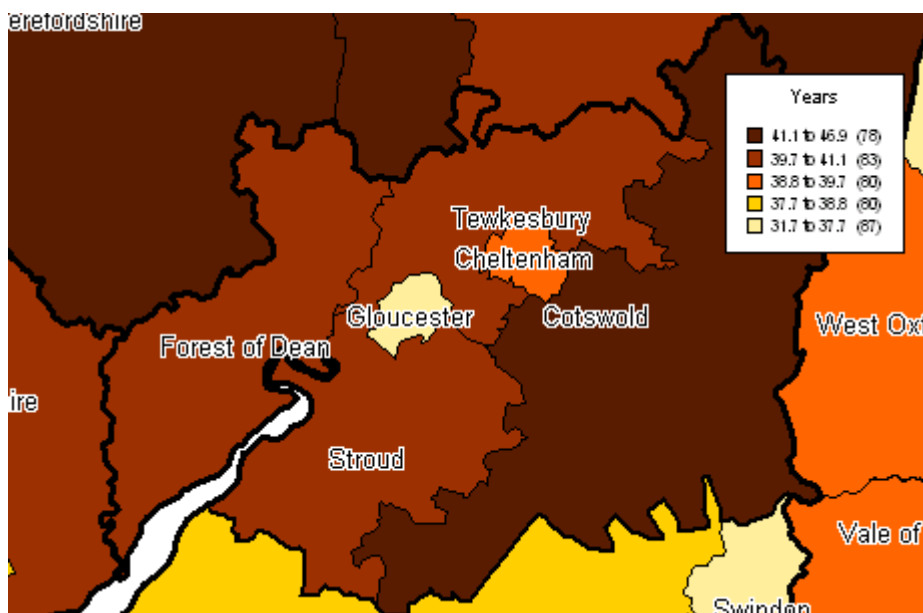 erefordshire
Years
41.1 to 46.9 (78)
39.7 to 41.1 (83)
38.8 to 39.7 (80)
37.7 to 38.8 (80)
31.7 to 37.7 (87)
Tewkesbury
Cheltenham
Gloucester
Cotswold
West Ox
Forest of Dean
ire
Stroud
Vale of
Swindon